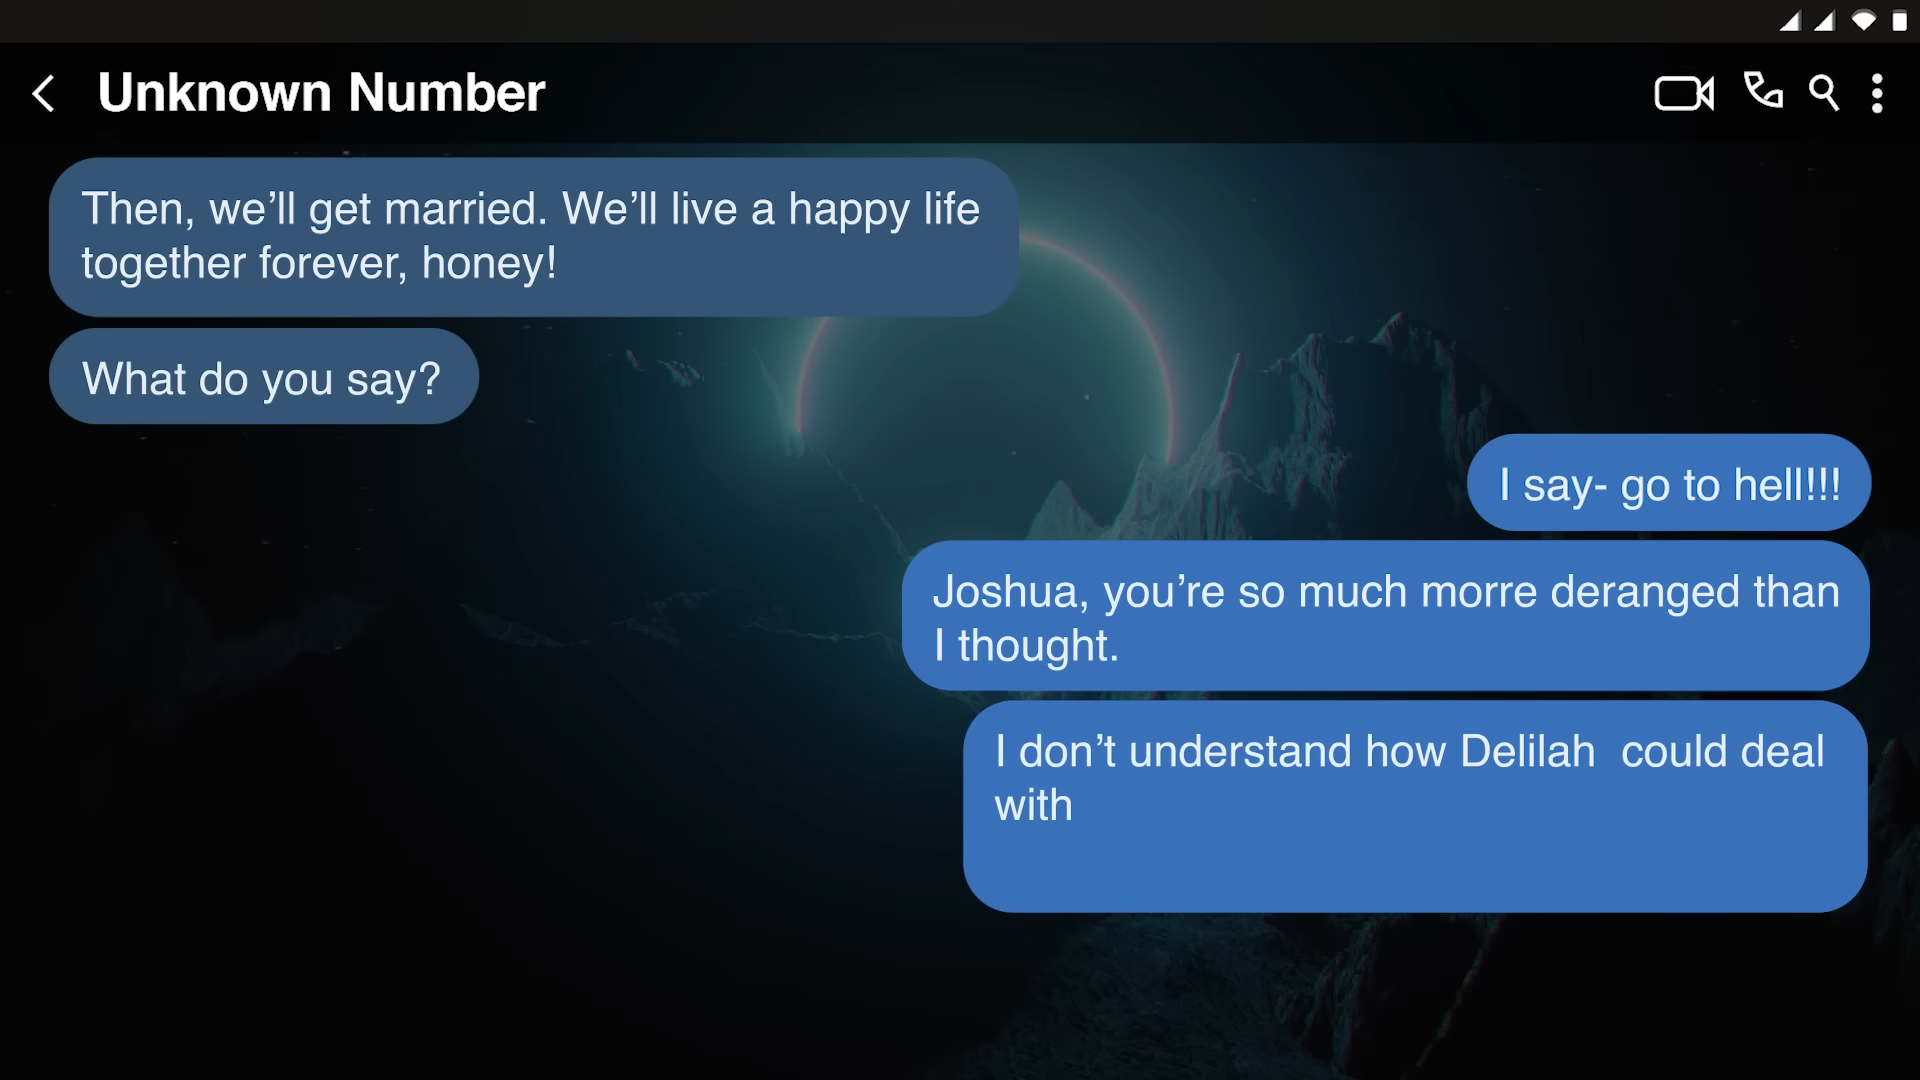 Unknown Number
Then, we’ll get married. We’ll live a happy life
together forever, honey!
What do you say?
I say- go to hell!!!
Joshua, you’re so much morre deranged than
I thought.
I don’t understand how Delilah  could deal
with